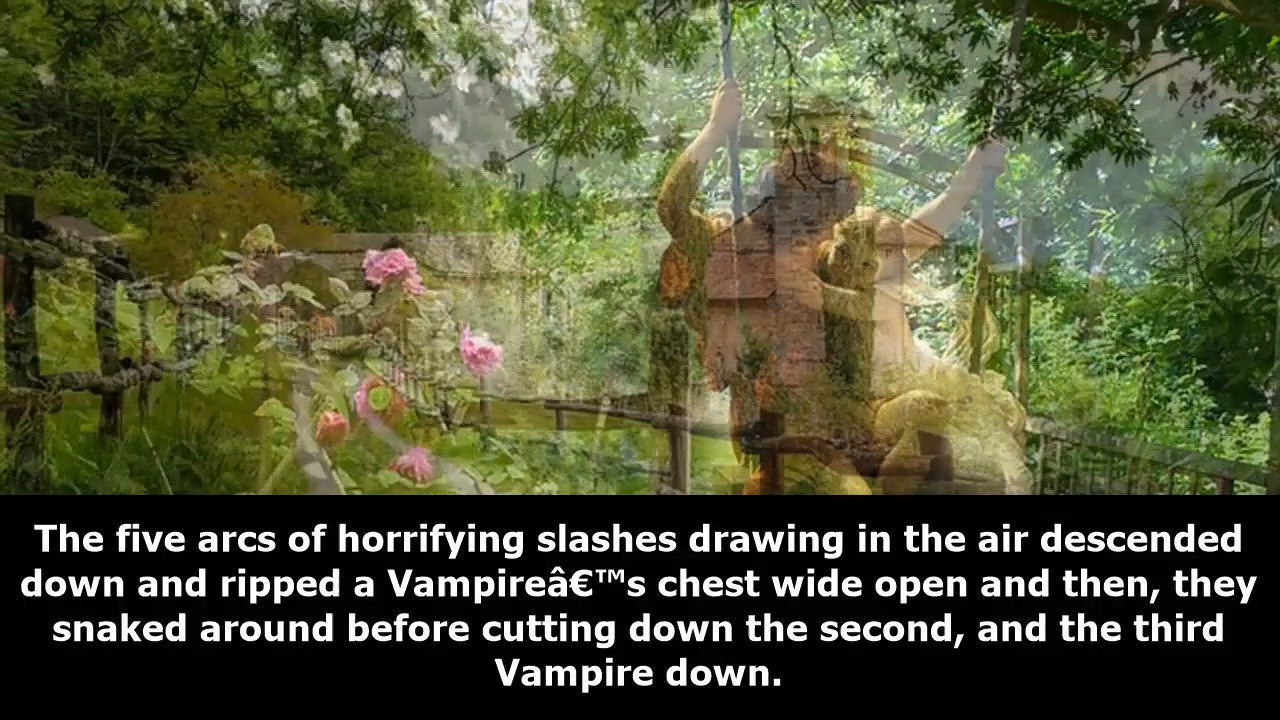 The five arcs of horrifying slashes drawing in the air descended
down and ripped a Vampireâ€™s chest wide open and then, they
snaked around before cutting down the second, and the third
Vampire down.